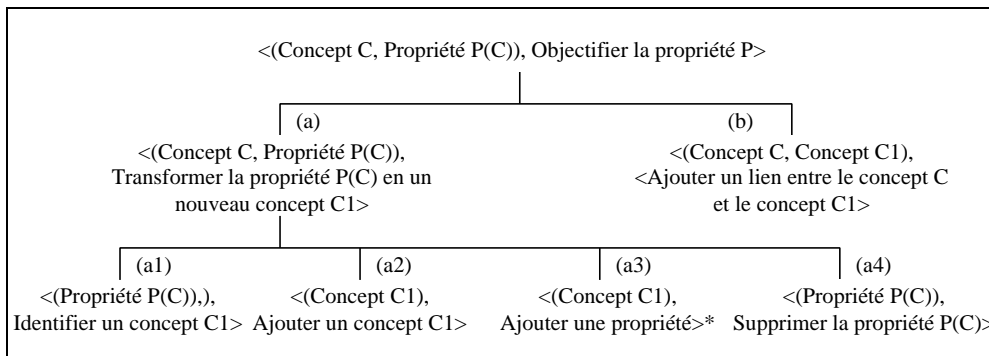 <(Concept C, Propriété P(C)), Objectifier la propriété P>
(a)
<(Concept C, Propriété P(C)),
Transformer la propriété P(C) en un
nouveau concept C1>
(b)
<(Concept C, Concept C1),
<Ajouter un lien entre le concept C
et le concept C1>
(a1)
<(Propriété P(C)),),
Identifier un concept C1>
(a2)
<(Concept C1),
Ajouter un concept C1>
(a3)
<(Concept C1),
Ajouter une propriété>*
(a4)
<(Propriété P(C)),
Supprimer la propriété P(C)>